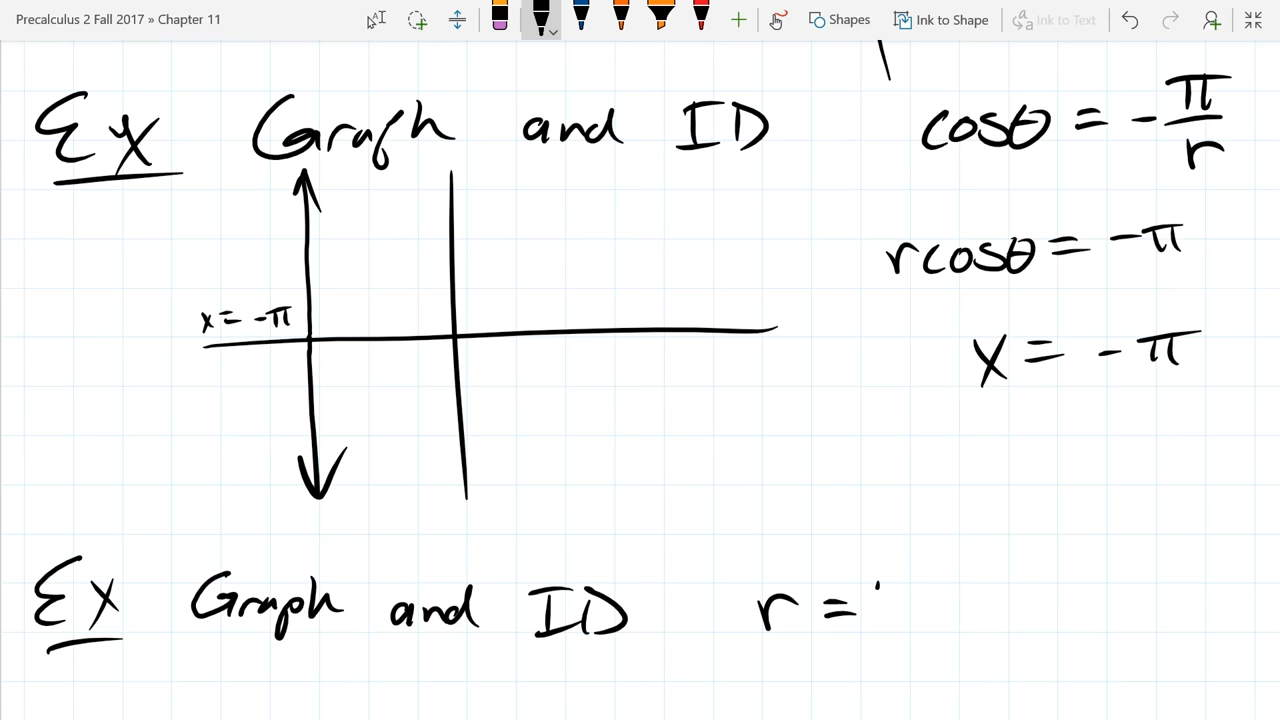 Precalculus 2 Fall 2017 » Chapter 11
Shapes
Ink to Shape
Ink to Text
Ex Graph and ID cosθ = -π/r
rcosθ = -π
x = -π
x = -π
Ex Graph and ID r =